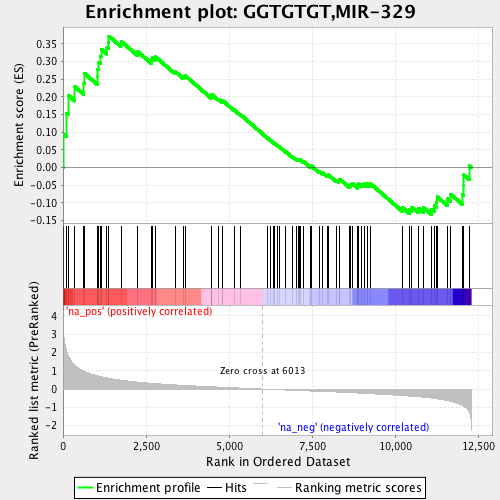 Enrichment plot: GGTGTGT,MIR-329
Enrichment score (ES)
0.35
0.30
0.25
0.20
0.15
0.10
0.05
0.00
-0.05
-0.10
-0.15
'na_pos' (positively correlated)
Ranked list metric (PreRanked)
4
3
2
1
0
-1
-2
Zero cross at 6013
'na_neg' (negatively correlated)
0
2,500
5,000
7,500
10,000
12,500
Rank in Ordered Dataset
Enrichment profile
Hits
Ranking metric scores